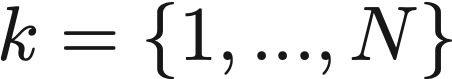 k = {1, ..., N}